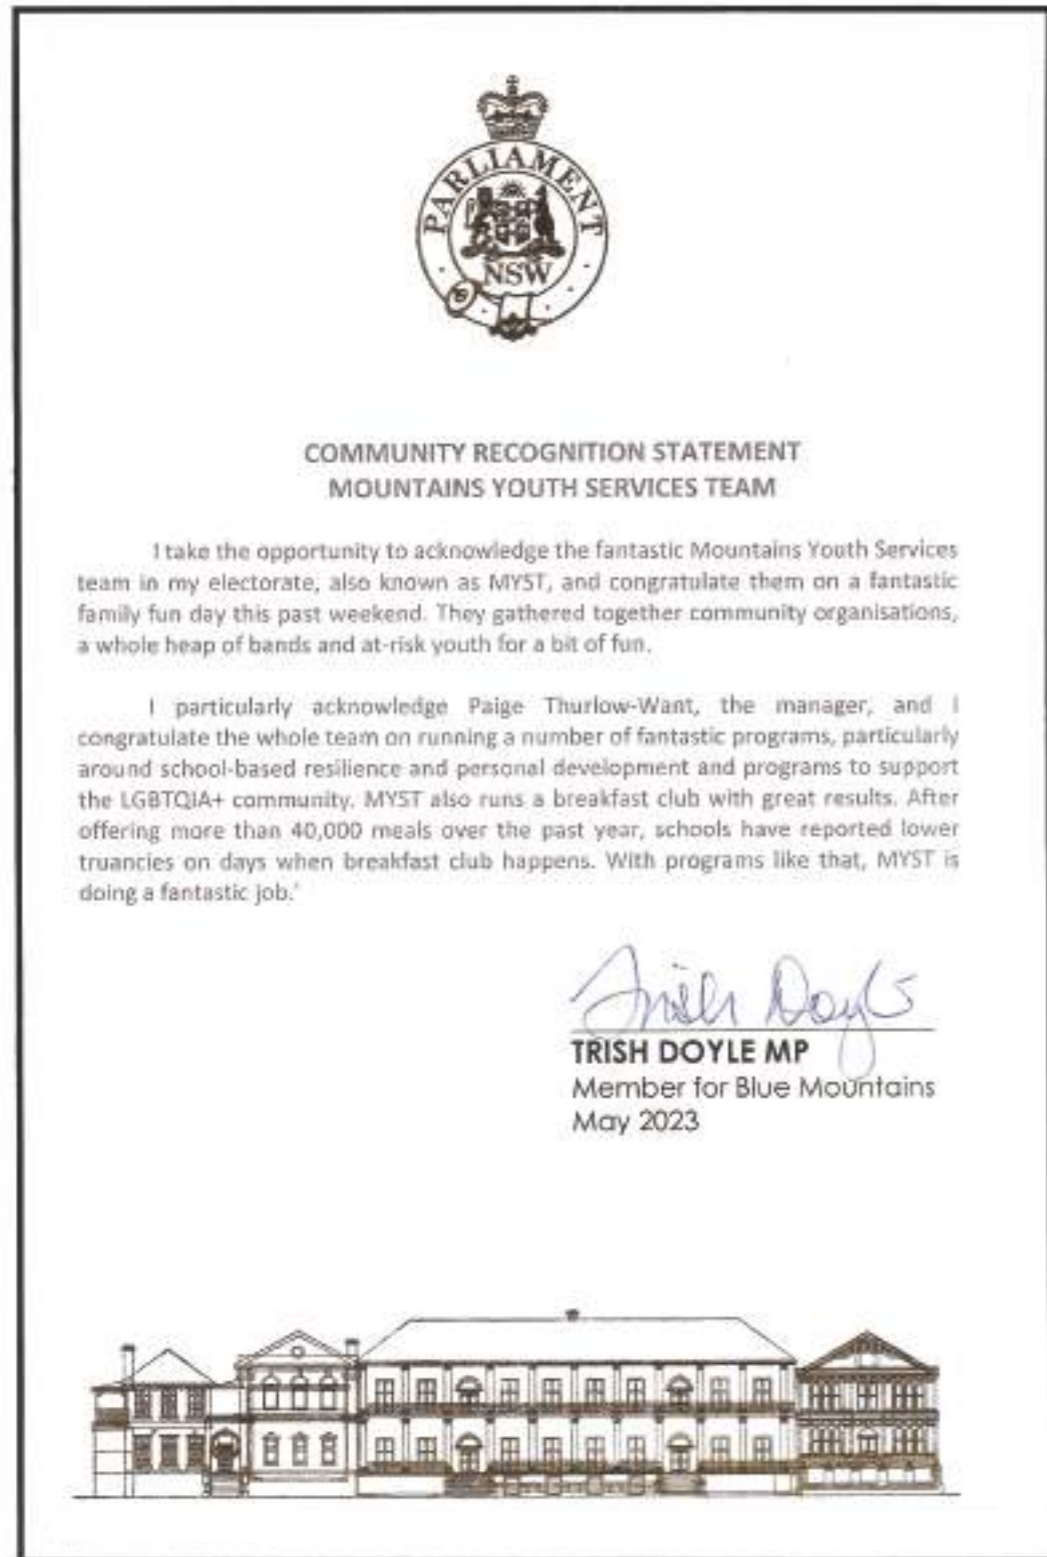 PARLIAMENT
NSW
COMMUNITY RECOGNITION STATEMENT
MOUNTAINS YOUTH SERVICES TEAM
I take the opportunity to acknowledge the fantastic Mountains Youth Services
team in my electorate, also known as MYST, and congratulate them on a fantastic
family fun day this past weekend. They gathered together community organisations,
a whole heap of bands and at-risk youth for a bit of fun.
I particularly acknowledge Paige Thurlow-Want, the manager, and I
congratulate the whole team on running a number of fantastic programs, particularly
around school-based resilience and personal development and programs to support
the LGBTQIA+ community. MYST also runs a breakfast club with great results. After
offering more than 40,000 meals over the past year, schools have reported lower
truancies on days when breakfast club happens. With programs like that, MYST is
doing a fantastic job.'
Trish Doyle
TRISH DOYLE MP
Member for Blue Mountains
May 2023